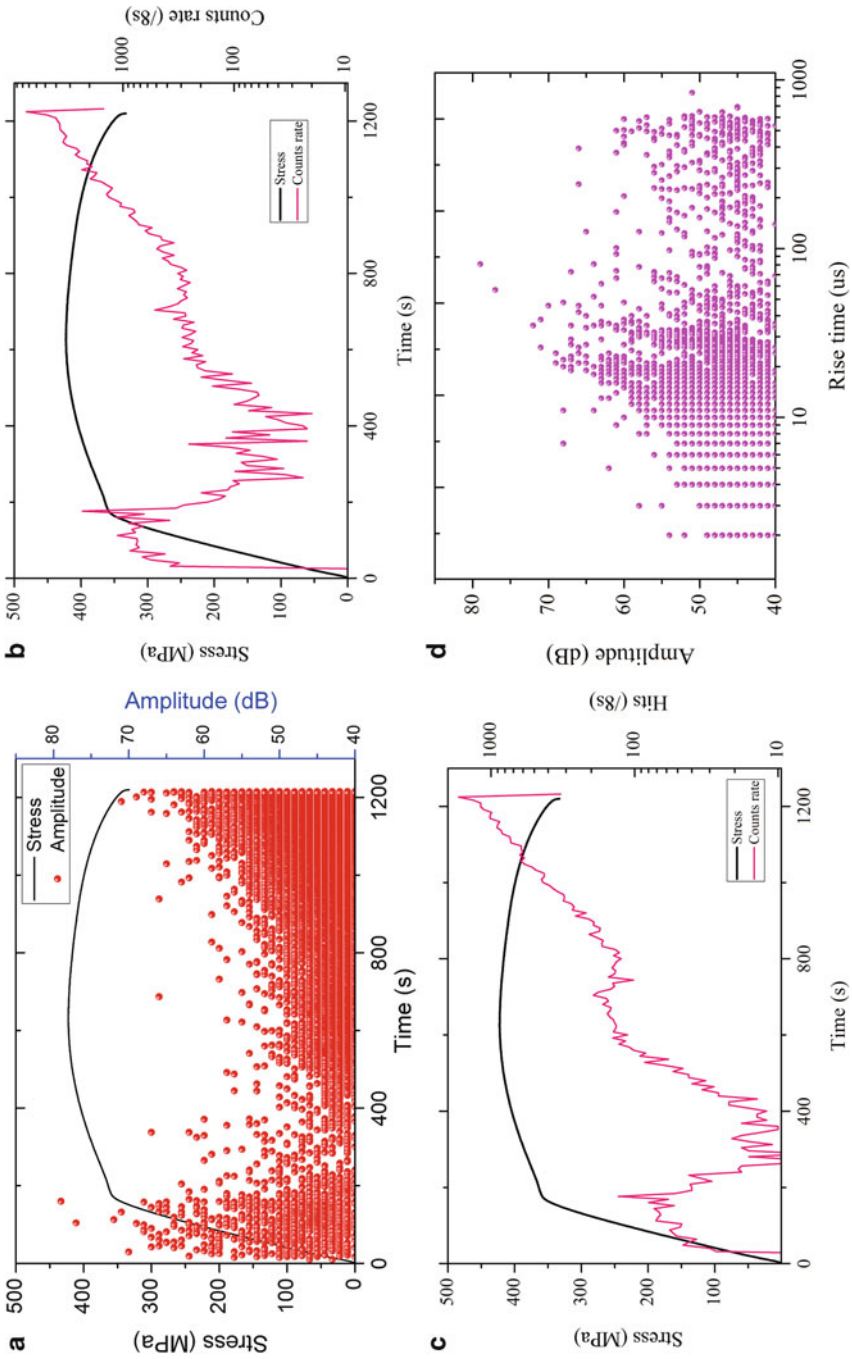 a
Stress
Amplitude
Amplitude (dB)
80
70
60
50
40
500
400
300
200
100
0
Stress (MPa)
0
400
800
1200
Time (s)
b
Counts rate (/8s)
1000
100
10
Stress
Counts rate
500
400
300
200
100
0
Stress (MPa)
0
400
800
1200
Time (s)
c
Hits (/8s)
1000
100
10
Stress
Counts rate
500
400
300
200
100
Stress (MPa)
0
400
800
1200
Time (s)
d
80
70
60
50
40
Amplitude (dB)
10
100
1000
Rise time (us)